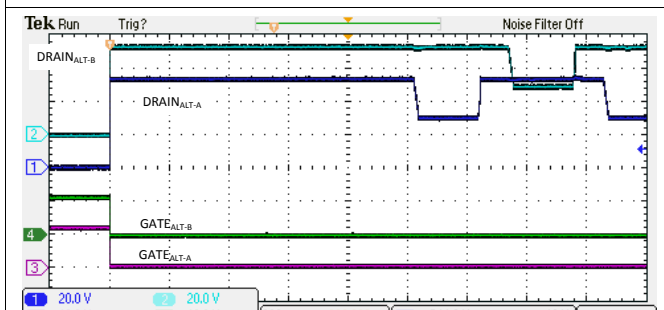 Tek Run Trig? Noise Filter Off
T
T
DRAINALT-B
DRAINALT-A
2
1
GATEALT-B
4
GATEALT-A
3
1 20.0 V 2 20.0 V